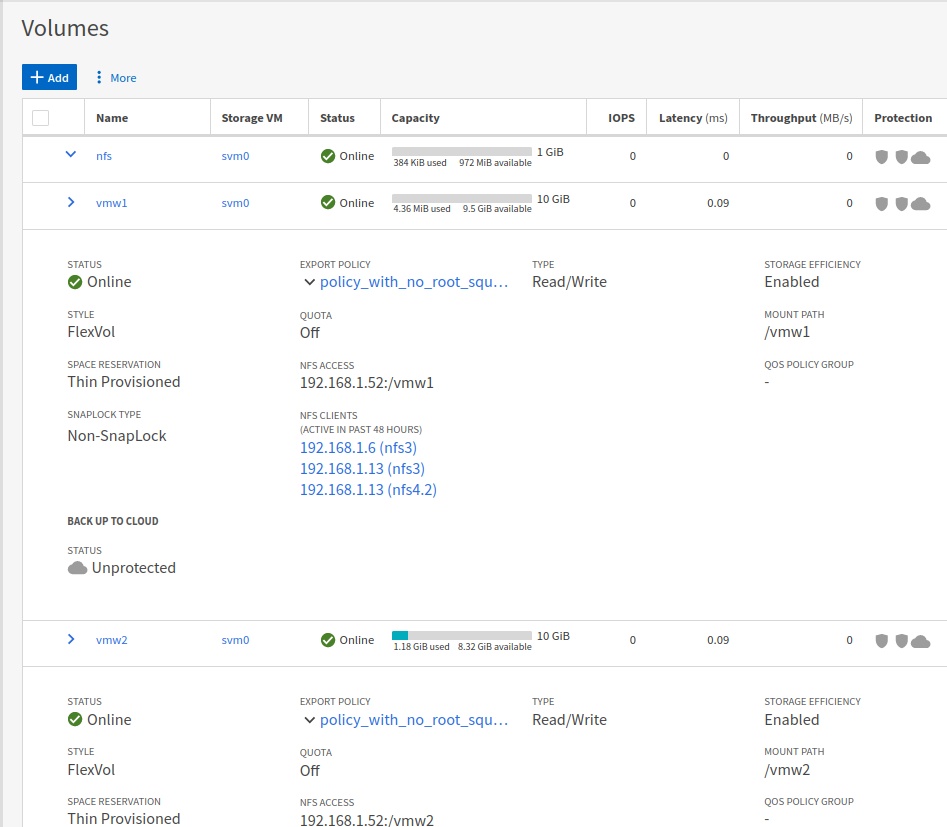 Volumes
+ Add
More
Name Storage VM Status Capacity IOPS Latency (ms) Throughput (MB/s) Protection
nfs svm0 Online 1 GiB 0 0 0
384 KiB used 972 MiB available
vmw1 svm0 Online 10 GiB 0 0.09 0
4.36 MiB used 9.5 GiB available
STATUS EXPORT POLICY TYPE STORAGE EFFICIENCY
Online policy_with_no_root_squ... Read/Write Enabled
STYLE QUOTA MOUNT PATH
FlexVol Off /vmw1
SPACE RESERVATION NFS ACCESS QOS POLICY GROUP
Thin Provisioned 192.168.1.52:/vmw1 -
SNAPLOCK TYPE NFS CLIENTS
(ACTIVE IN PAST 48 HOURS)
Non-SnapLock 192.168.1.6 (nfs3)
192.168.1.13 (nfs3)
192.168.1.13 (nfs4.2)
BACK UP TO CLOUD
STATUS
Unprotected
vmw2 svm0 Online 10 GiB 0 0.09 0
1.18 GiB used 8.32 GiB available
STATUS EXPORT POLICY TYPE STORAGE EFFICIENCY
Online policy_with_no_root_squ... Read/Write Enabled
STYLE QUOTA MOUNT PATH
FlexVol Off /vmw2
SPACE RESERVATION NFS ACCESS QOS POLICY GROUP
Thin Provisioned 192.168.1.52:/vmw2 -